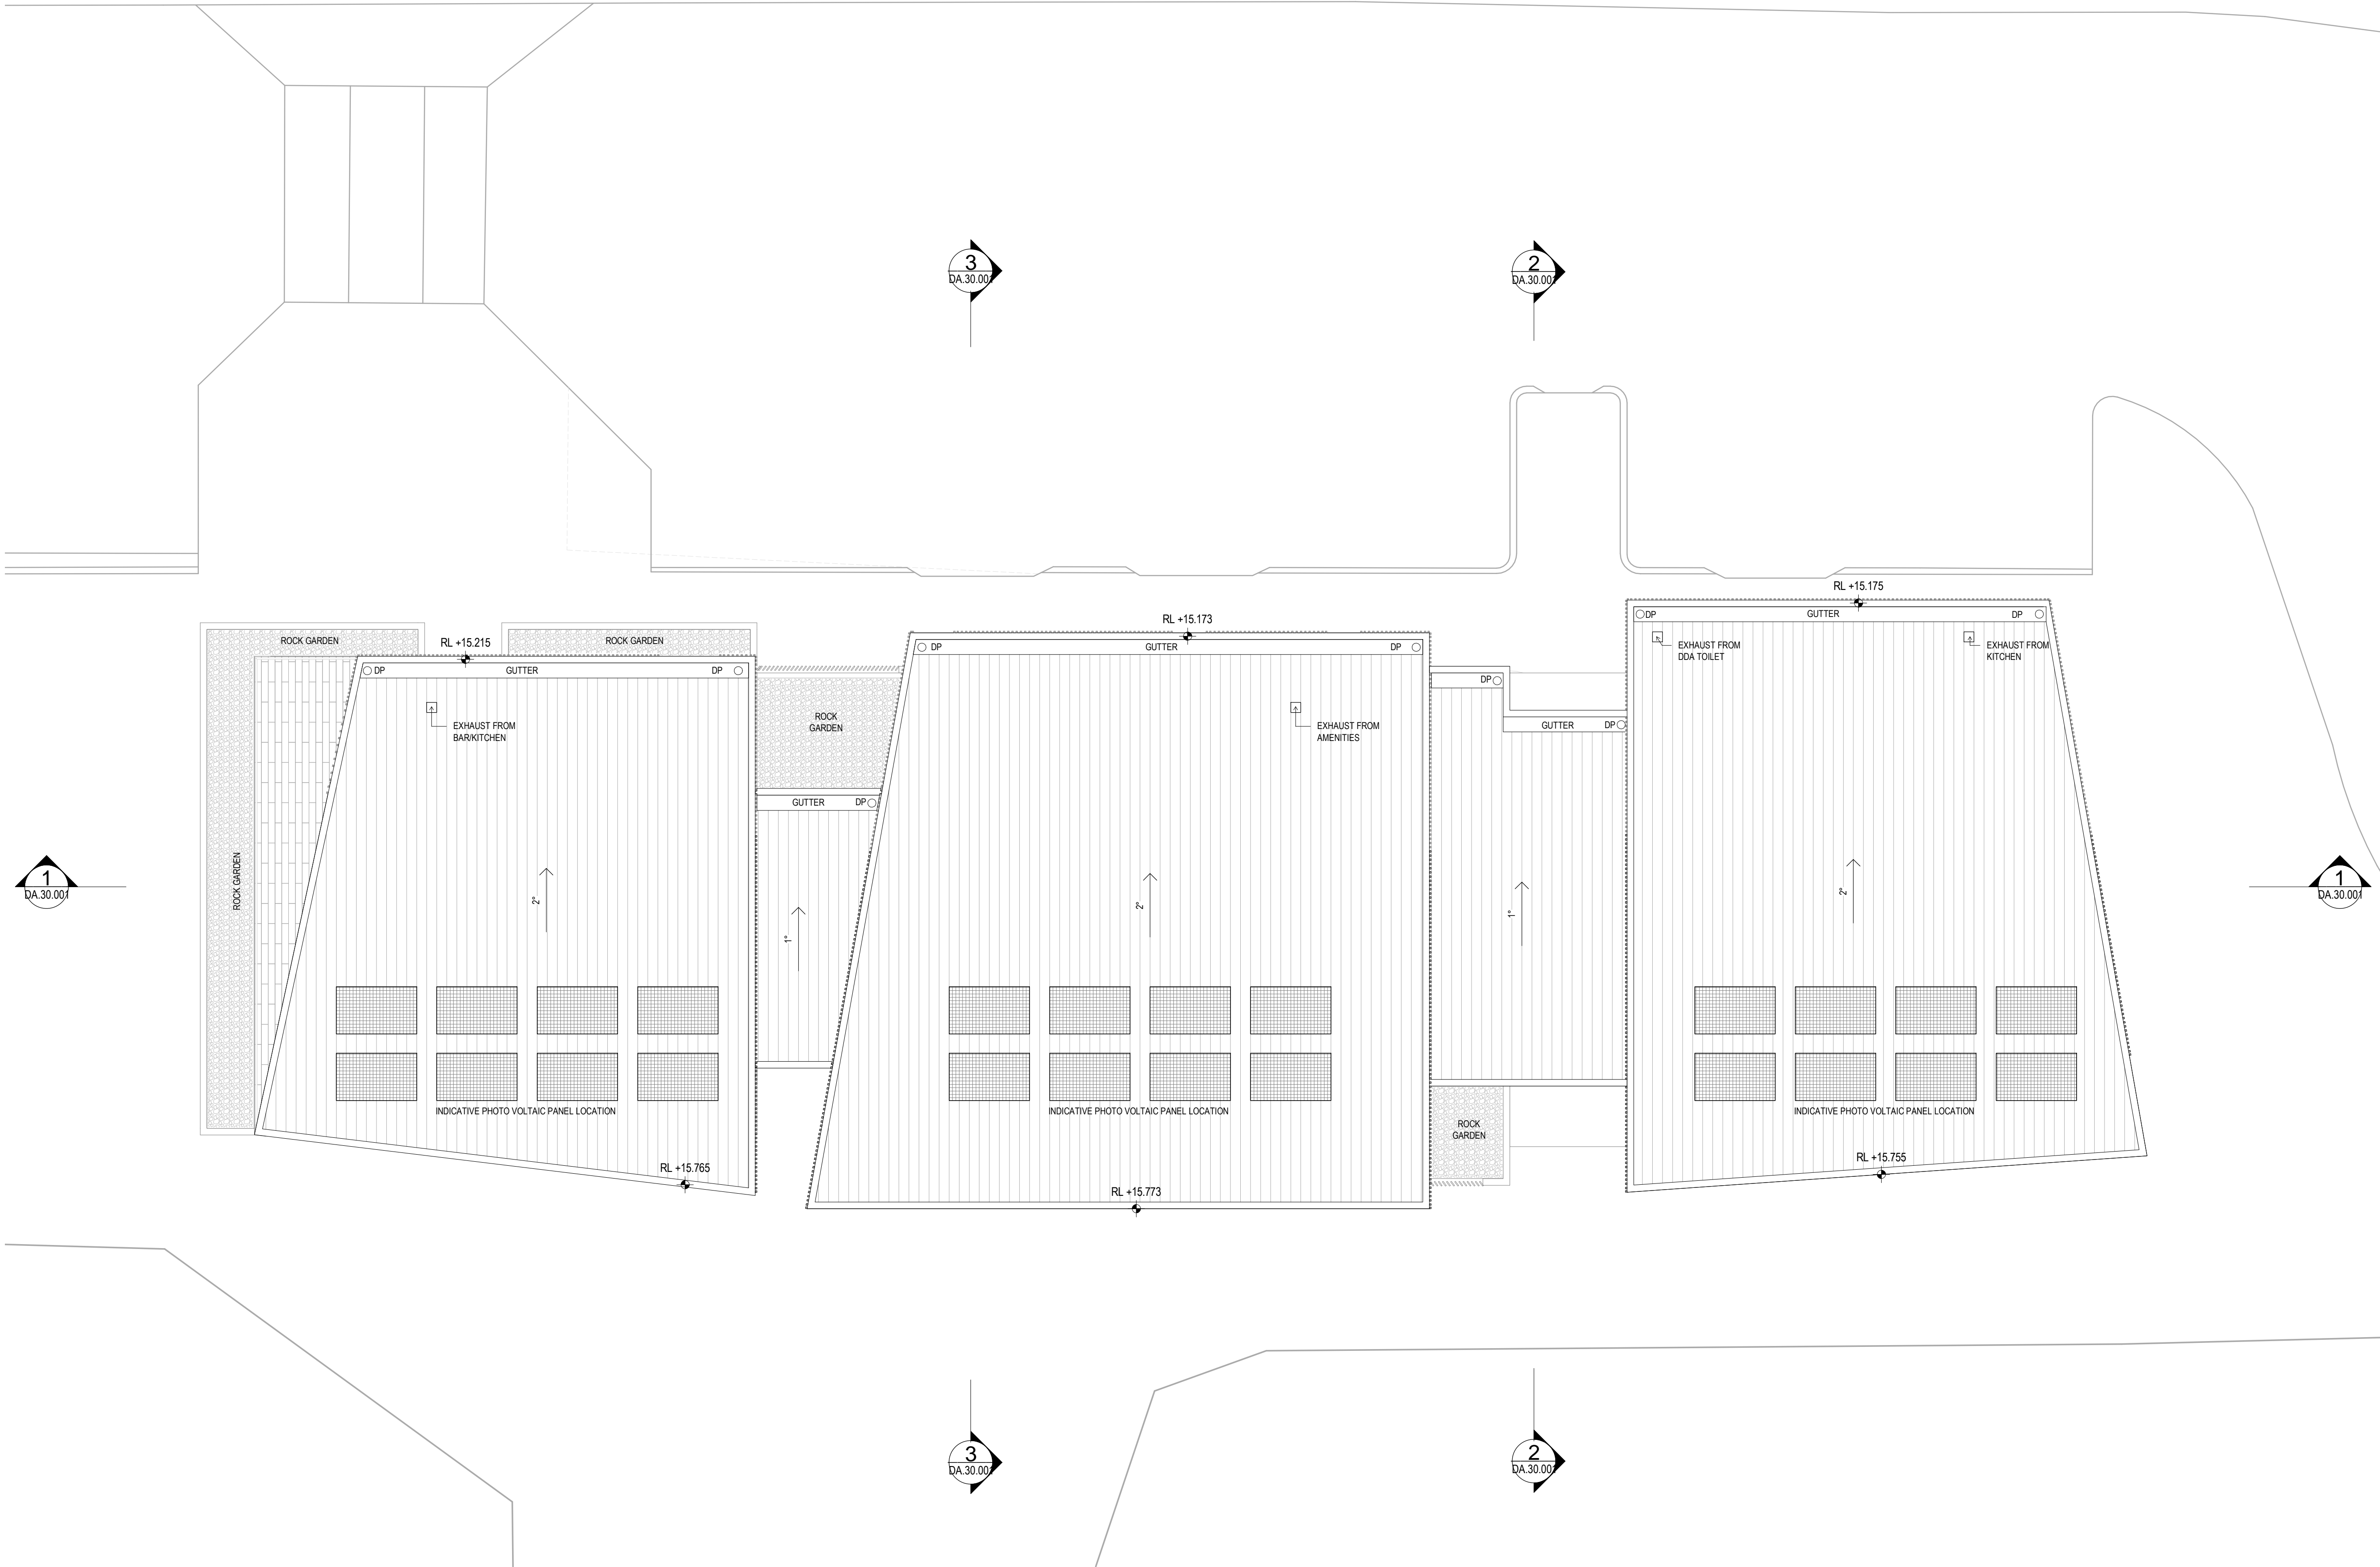 3
DA.30.001
2
DA.30.001
RL +15.175
DP
GUTTER
DP
RL +15.173
ROCK GARDEN
ROCK GARDEN
RL +15.215
EXHAUST FROM
DDA TOILET
EXHAUST FROM
KITCHEN
DP
GUTTER
DP
DP
GUTTER
DP
DP
ROCK
GARDEN
EXHAUST FROM
BAR/KITCHEN
EXHAUST FROM
AMENITIES
GUTTER
DP
GUTTER
DP
ROCK GARDEN
1
DA.30.001
2°
1°
2°
1°
2°
1
DA.30.001
INDICATIVE PHOTO VOLTAIC PANEL LOCATION
INDICATIVE PHOTO VOLTAIC PANEL LOCATION
INDICATIVE PHOTO VOLTAIC PANEL LOCATION
ROCK
GARDEN
RL +15.765
RL +15.773
RL +15.755
3
DA.30.001
2
DA.30.001